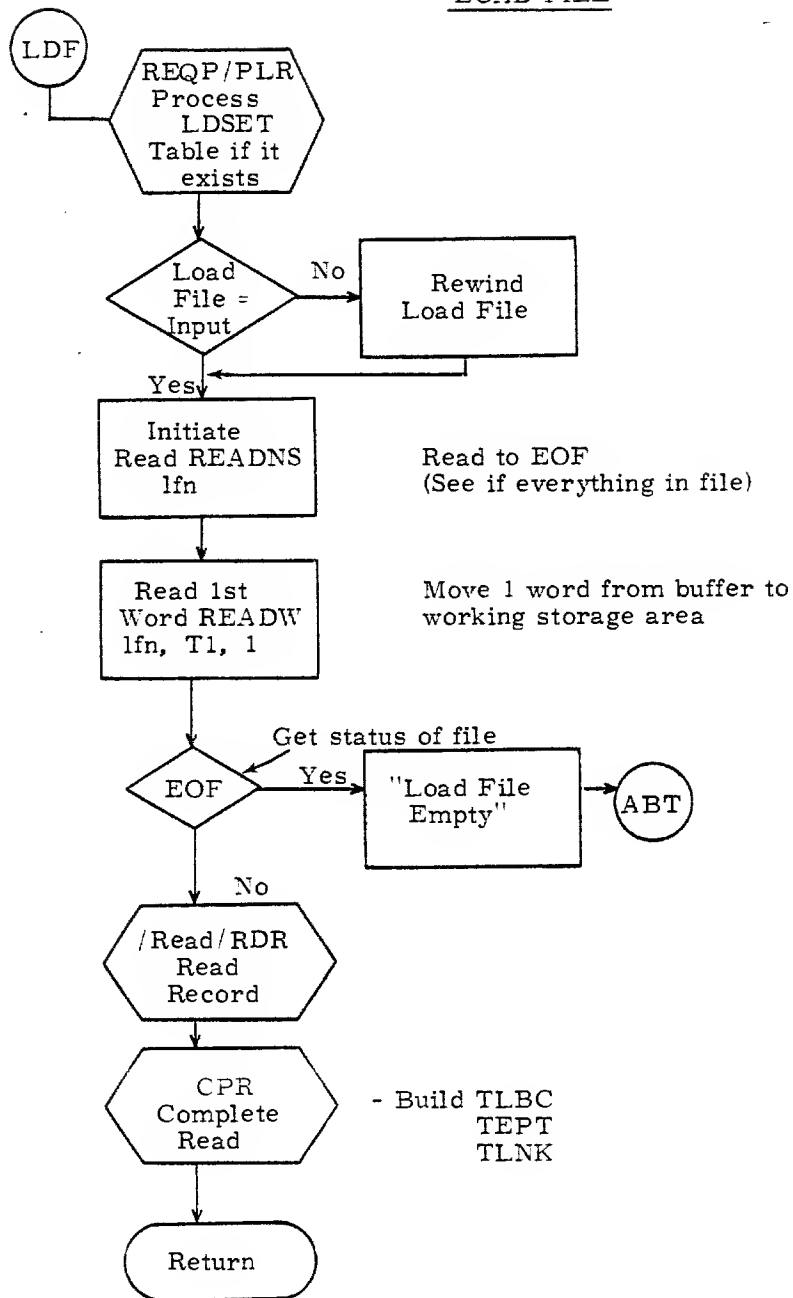 LOAD FILE
LDF
REQP/PLR
Process
LDSET
Table if it
exists
Load
File =
Input
No
Rewind
Load File
Yes
Initiate
Read READNS
lfn
Read to EOF
(See if everything in file)
Read 1st
Word READW
lfn, T1, 1
Move 1 word from buffer to
working storage area
Get status of file
EOF
Yes
"Load File
Empty"
ABT
No
/Read/RDR
Read
Record
CPR
Complete
Read
- Build TLBC
TEPT
TLNK
Return